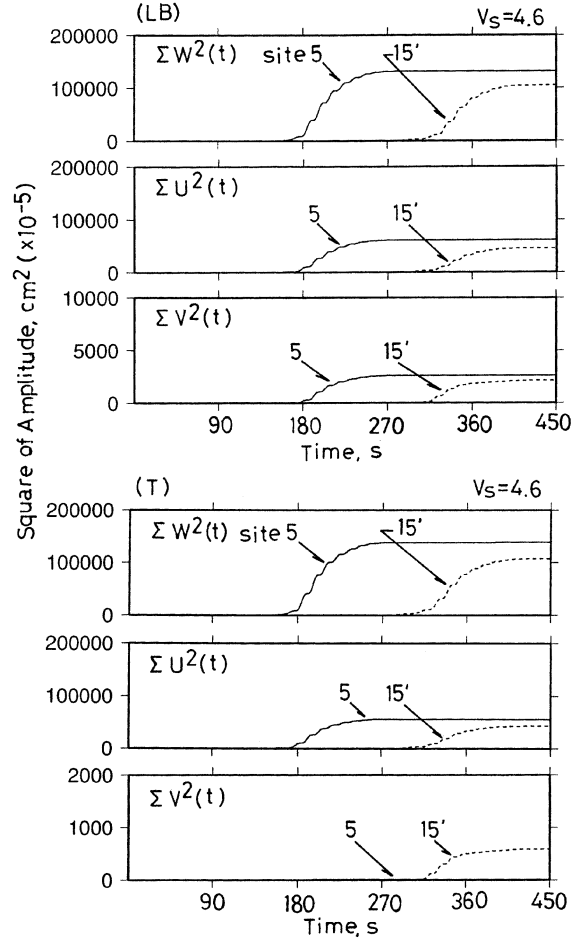 (LB) Vs=4.6
200000
ΣW²(t) site 5 15'
100000
0
200000
ΣU²(t)
5 15'
100000
0
10000
ΣV²(t)
5 15'
5000
0
90 180 270 360 450
Time, s
Square of Amplitude, cm² (x10⁻⁵)
(T) Vs=4.6
200000
ΣW²(t) site 5 15'
100000
0
200000
ΣU²(t)
5 15'
100000
0
2000
ΣV²(t)
5 15'
1000
0
90 180 270 360 450
Time, s